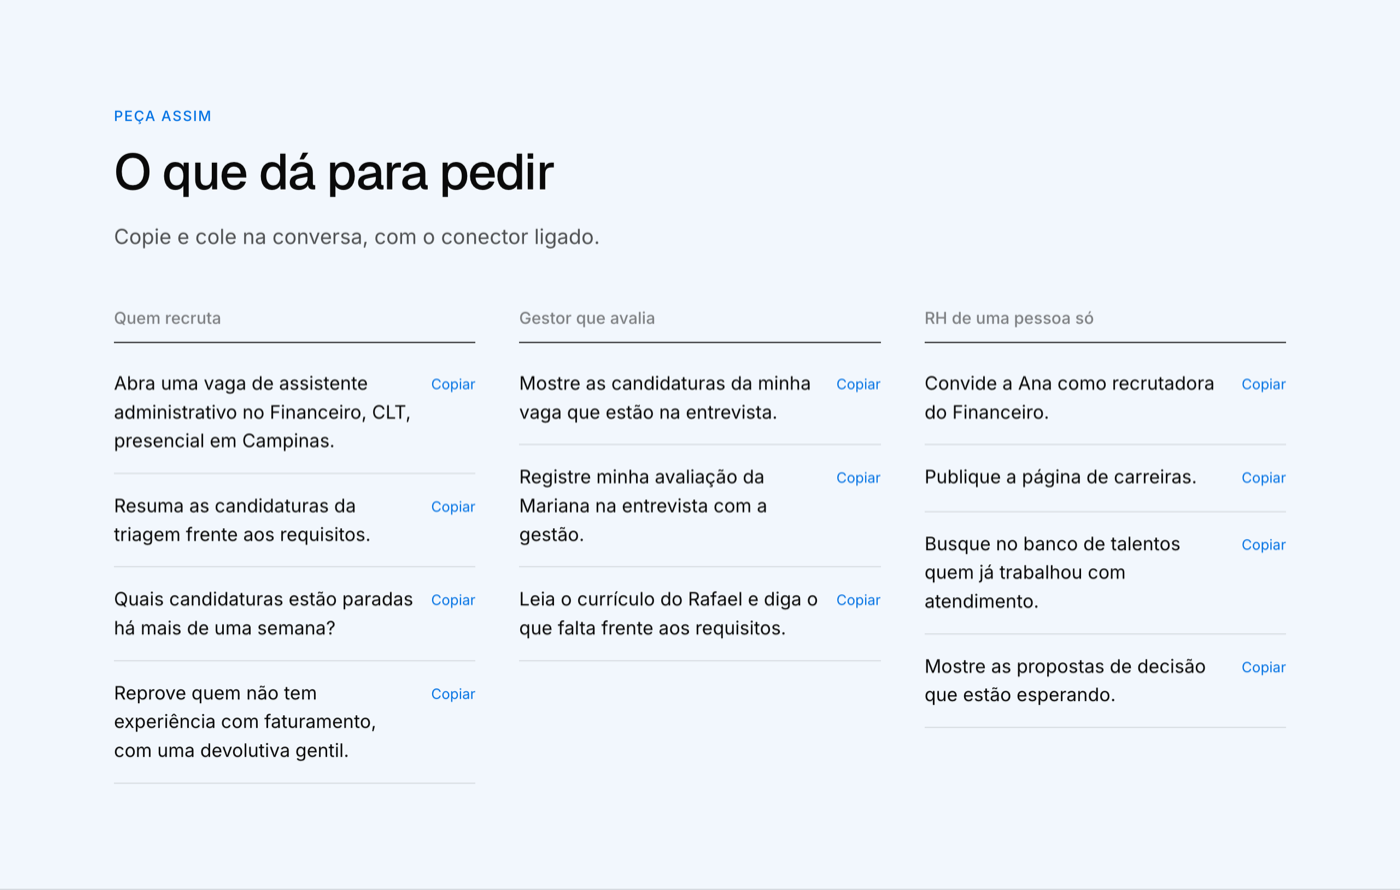 PEÇA ASSIM
O que dá para pedir
Copie e cole na conversa, com o conector ligado.
Quem recruta
Abra uma vaga de assistente
administrativo no Financeiro, CLT,
presencial em Campinas.
Copiar
Resuma as candidaturas da
triagem frente aos requisitos.
Copiar
Quais candidaturas estão paradas
há mais de uma semana?
Copiar
Reprove quem não tem
experiência com faturamento,
com uma devolutiva gentil.
Copiar
Gestor que avalia
Mostre as candidaturas da minha
vaga que estão na entrevista.
Copiar
Registre minha avaliação da
Mariana na entrevista com a
gestão.
Copiar
Leia o currículo do Rafael e diga o
que falta frente aos requisitos.
Copiar
RH de uma pessoa só
Convide a Ana como recrutadora
do Financeiro.
Copiar
Publique a página de carreiras.
Copiar
Busque no banco de talentos
quem já trabalhou com
atendimento.
Copiar
Mostre as propostas de decisão
que estão esperando.
Copiar